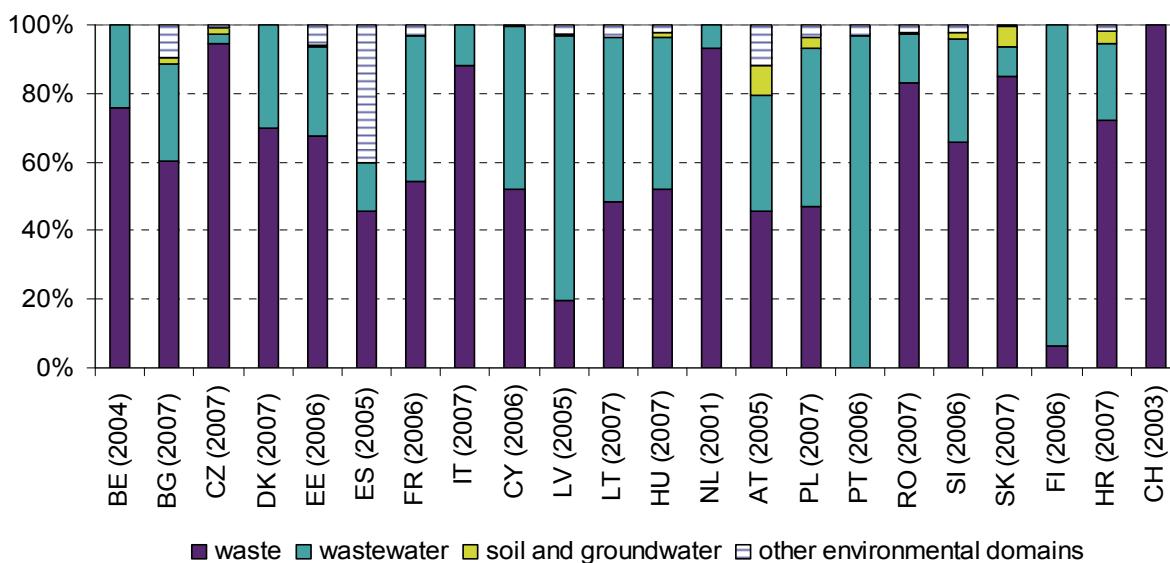 100%
80%
60%
40%
20%
0%
BE (2004)
BG (2007)
CZ (2007)
DK (2007)
EE (2006)
ES (2005)
FR (2006)
IT (2007)
CY (2006)
LV (2005)
LT (2007)
HU (2007)
NL (2001)
AT (2005)
PL (2007)
PT (2006)
RO (2007)
SI (2006)
SK (2007)
FI (2006)
HR (2007)
CH (2003)
waste wastewater soil and groundwater other environmental domains